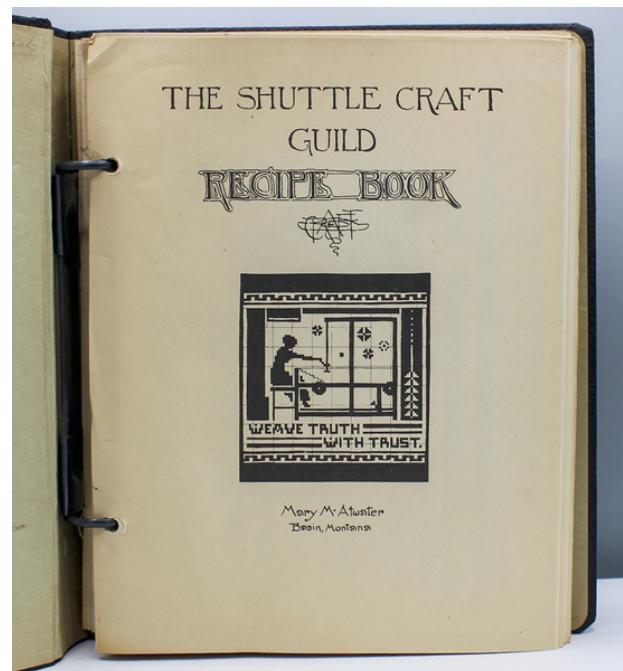 THE SHUTTLE CRAFT
GUILD
RECIPE BOOK
WEAVE TRUTH
WITH TRUST.
Mary M. Atwater
Basin, Montana